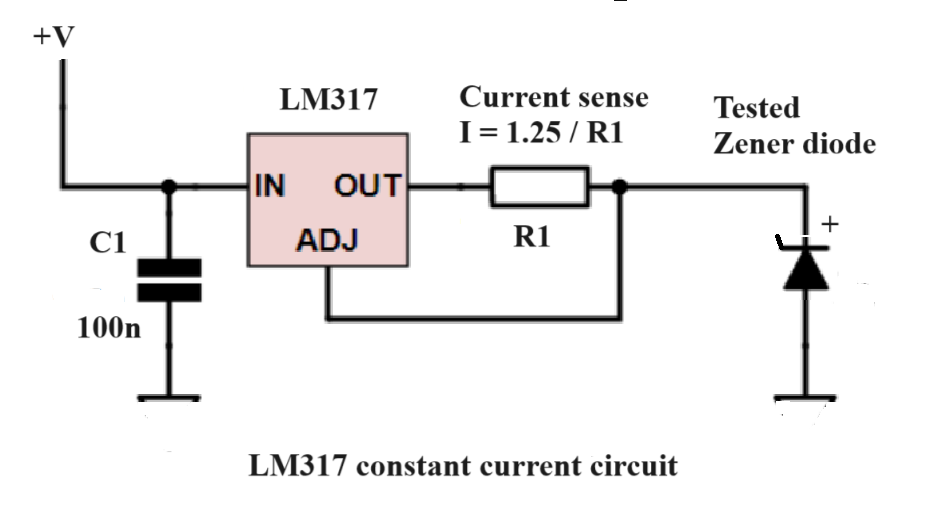 +V
LM317
Current sense
I = 1.25 / R1
Tested
Zener diode
IN
OUT
ADJ
R1
+
C1
100n
LM317 constant current circuit